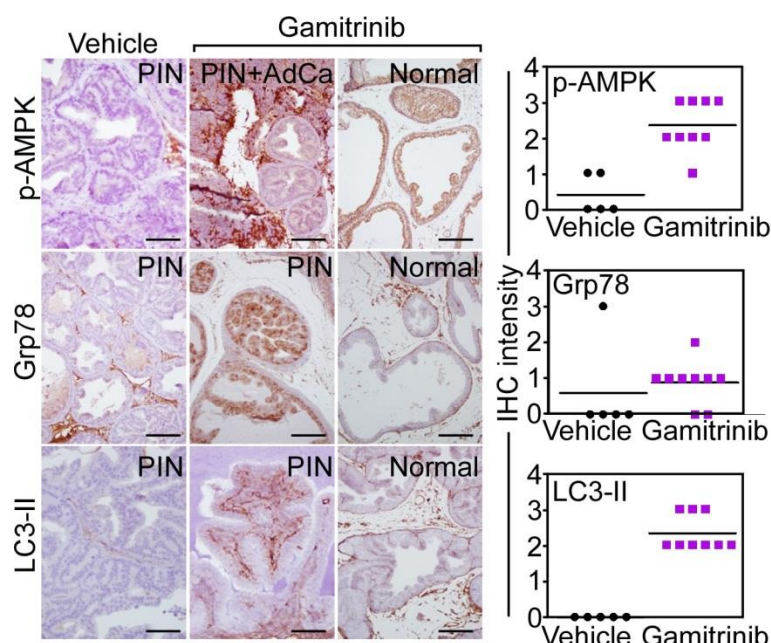 Gamitrinib
Vehicle
PIN
PIN+AdCa
Normal
p-AMPK
PIN
PIN
Normal
Grp78
PIN
PIN
Normal
LC3-II
IHC intensity
p-AMPK
4
3
2
1
0
Vehicle Gamitrinib
Grp78
4
3
2
1
0
Vehicle Gamitrinib
LC3-II
4
3
2
1
0
Vehicle Gamitrinib